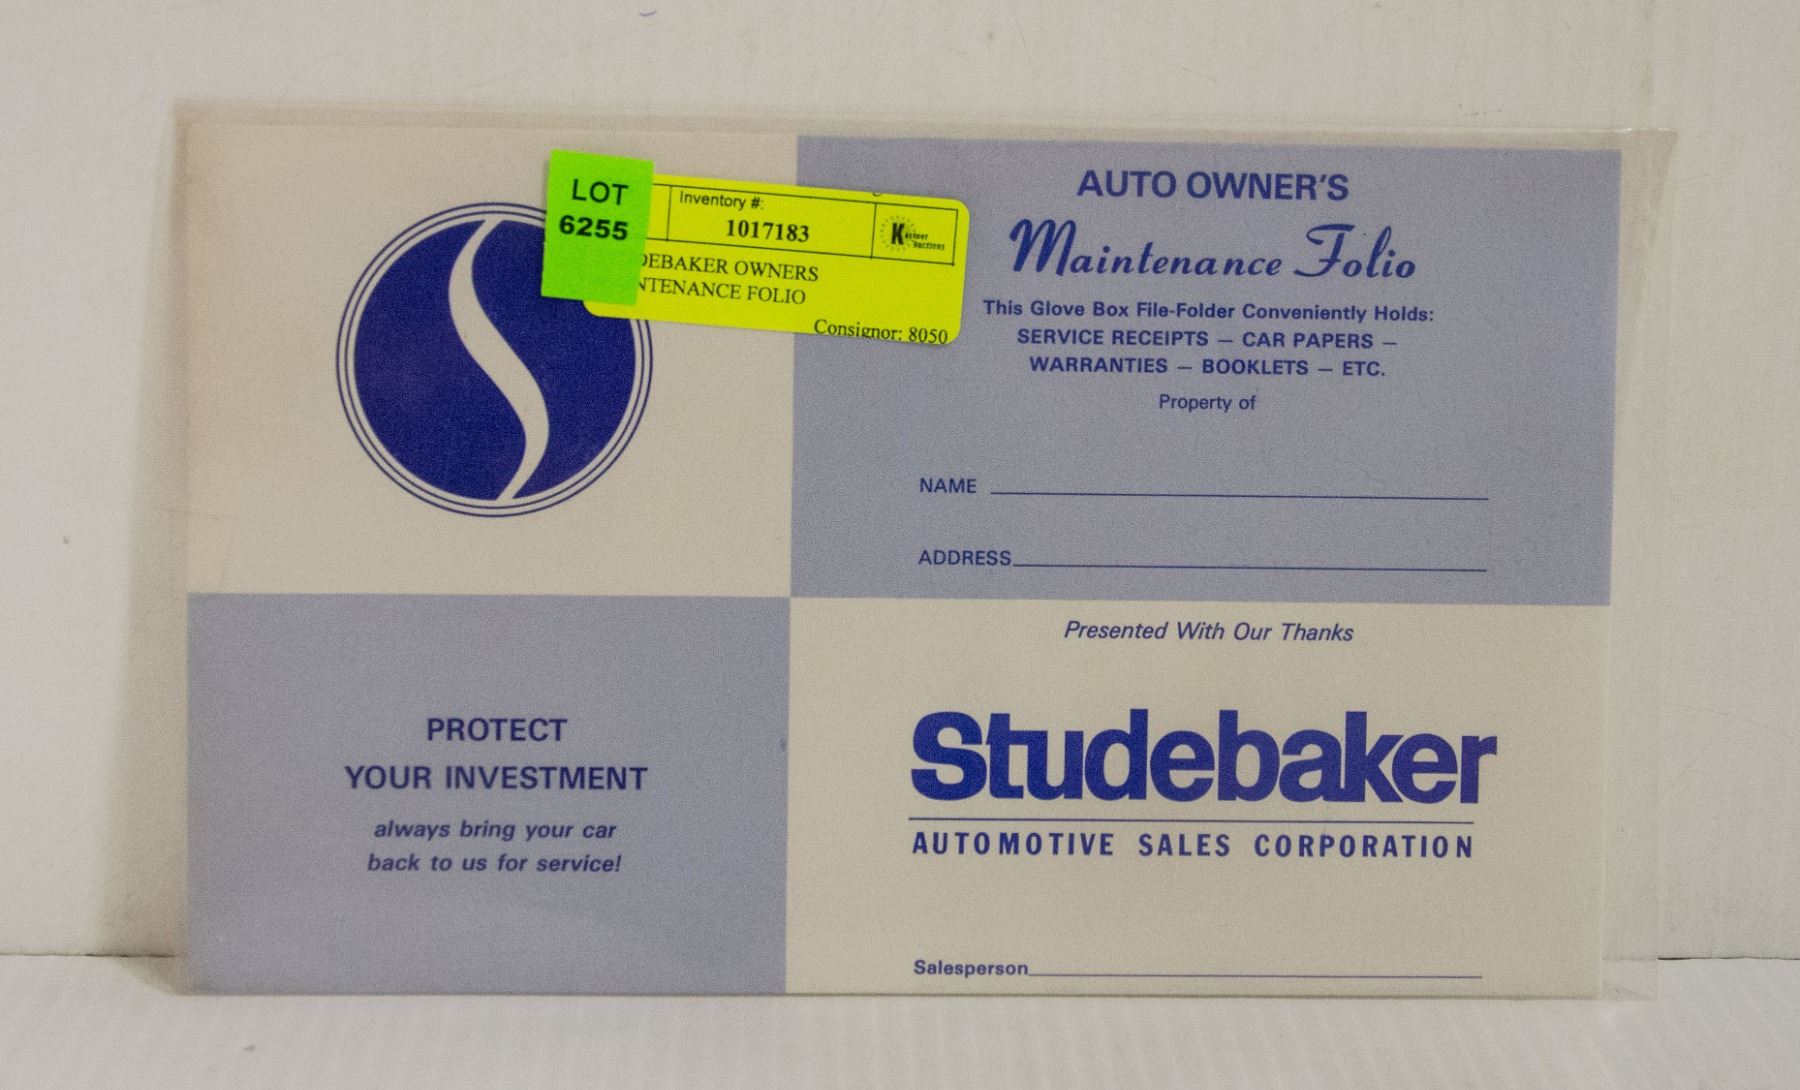 LOT
6255
Inventory #:
1017183
Kasner
Auctions
DEBAKER OWNERS
NTENANCE FOLIO
Consignor: 8050
AUTO OWNER'S
Maintenance Folio
This Glove Box File-Folder Conveniently Holds:
SERVICE RECEIPTS — CAR PAPERS —
WARRANTIES — BOOKLETS — ETC.
Property of
NAME
ADDRESS
PROTECT
YOUR INVESTMENT
always bring your car
back to us for service!
Presented With Our Thanks
Studebaker
AUTOMOTIVE SALES CORPORATION
Salesperson